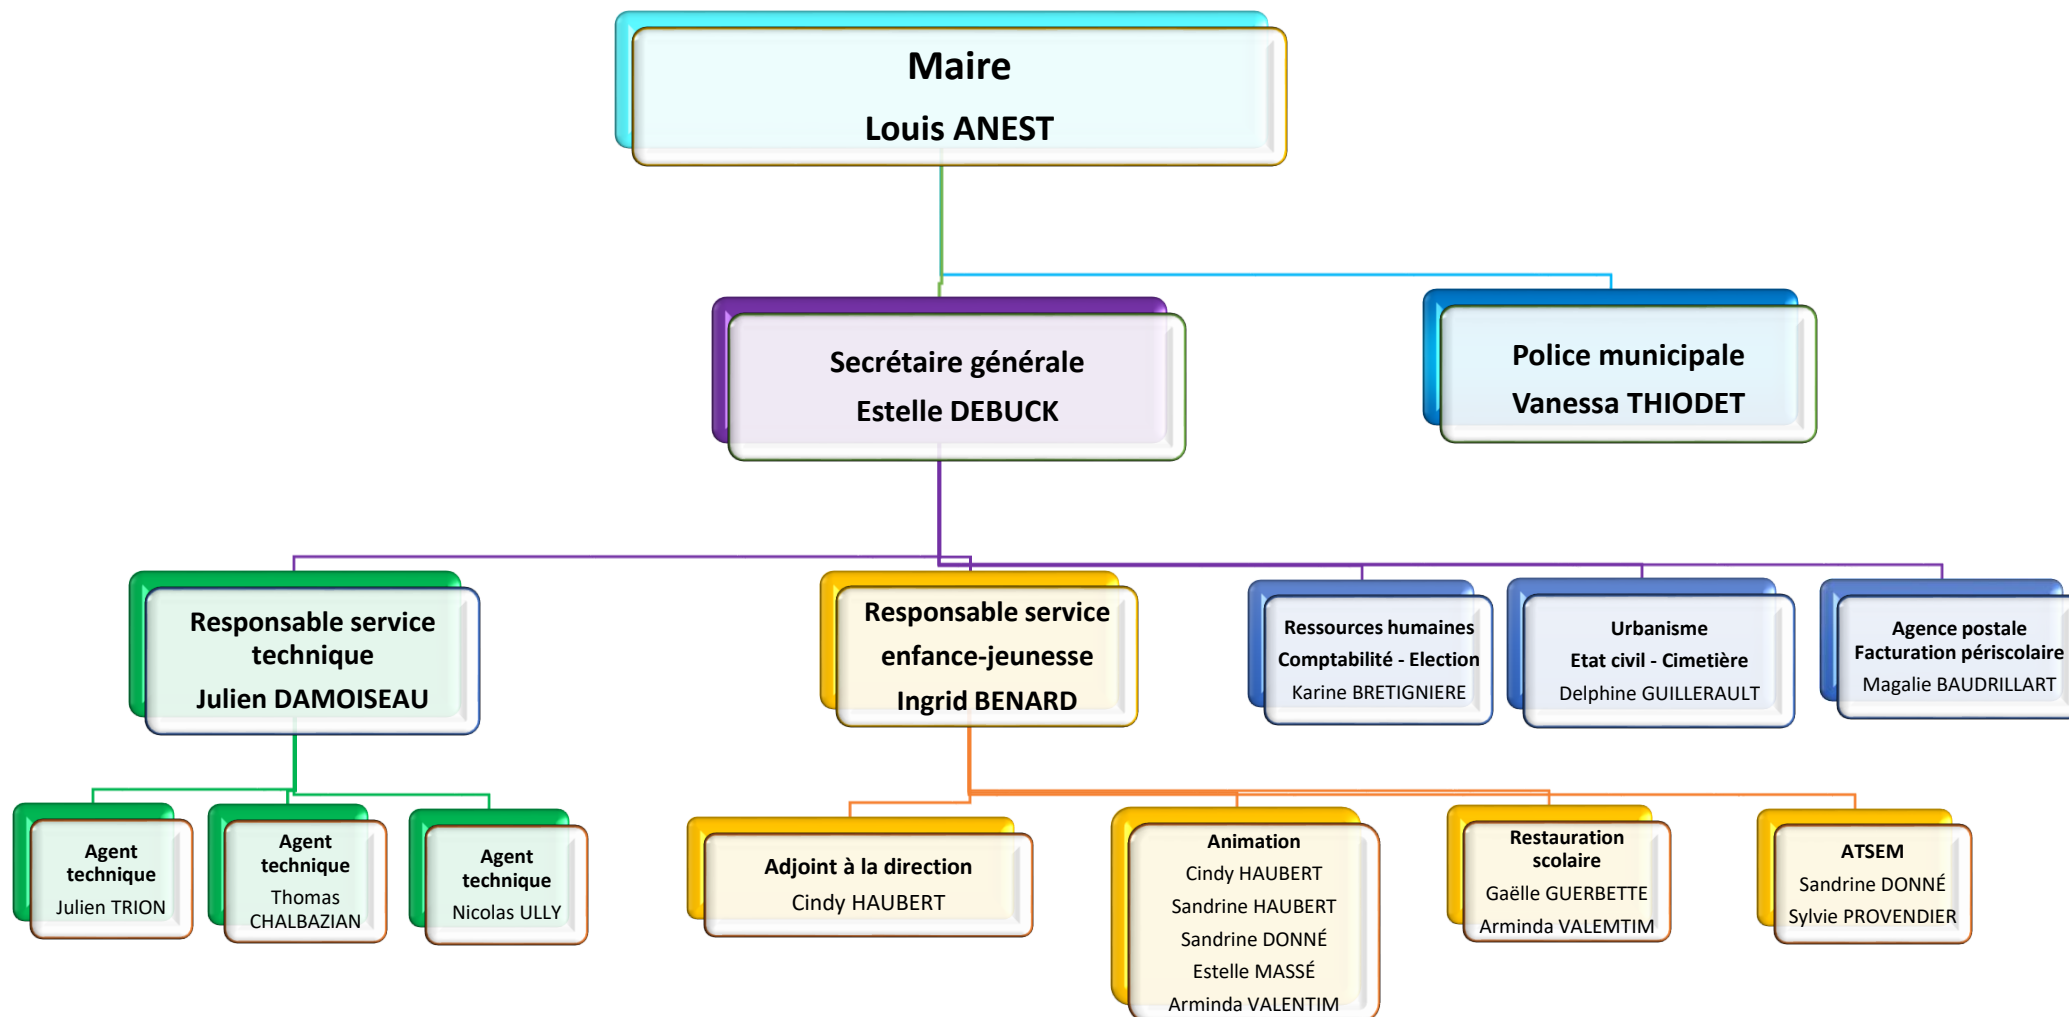 Maire
Louis ANEST
Secrétaire générale
Estelle DEBUCK
Police municipale
Vanessa THIODET
Responsable service
technique
Julien DAMOISEAU
Responsable service
enfance-jeunesse
Ingrid BENARD
Ressources humaines
Comptabilité - Election
Karine BRETIGNIERE
Urbanisme
Etat civil - Cimetière
Delphine GUILLERAULT
Agence postale
Facturation périscolaire
Magalie BAUDRILLART
Agent
technique
Julien TRION
Agent
technique
Thomas
CHALBAZIAN
Agent
technique
Nicolas ULLY
Adjoint à la direction
Cindy HAUBERT
Animation
Cindy HAUBERT
Sandrine HAUBERT
Sandrine DONNÉ
Estelle MASSÉ
Arminda VALENTIM
Restauration
scolaire
Gaëlle GUERBETTE
Arminda VALEMTIM
ATSEM
Sandrine DONNÉ
Sylvie PROVENDIER